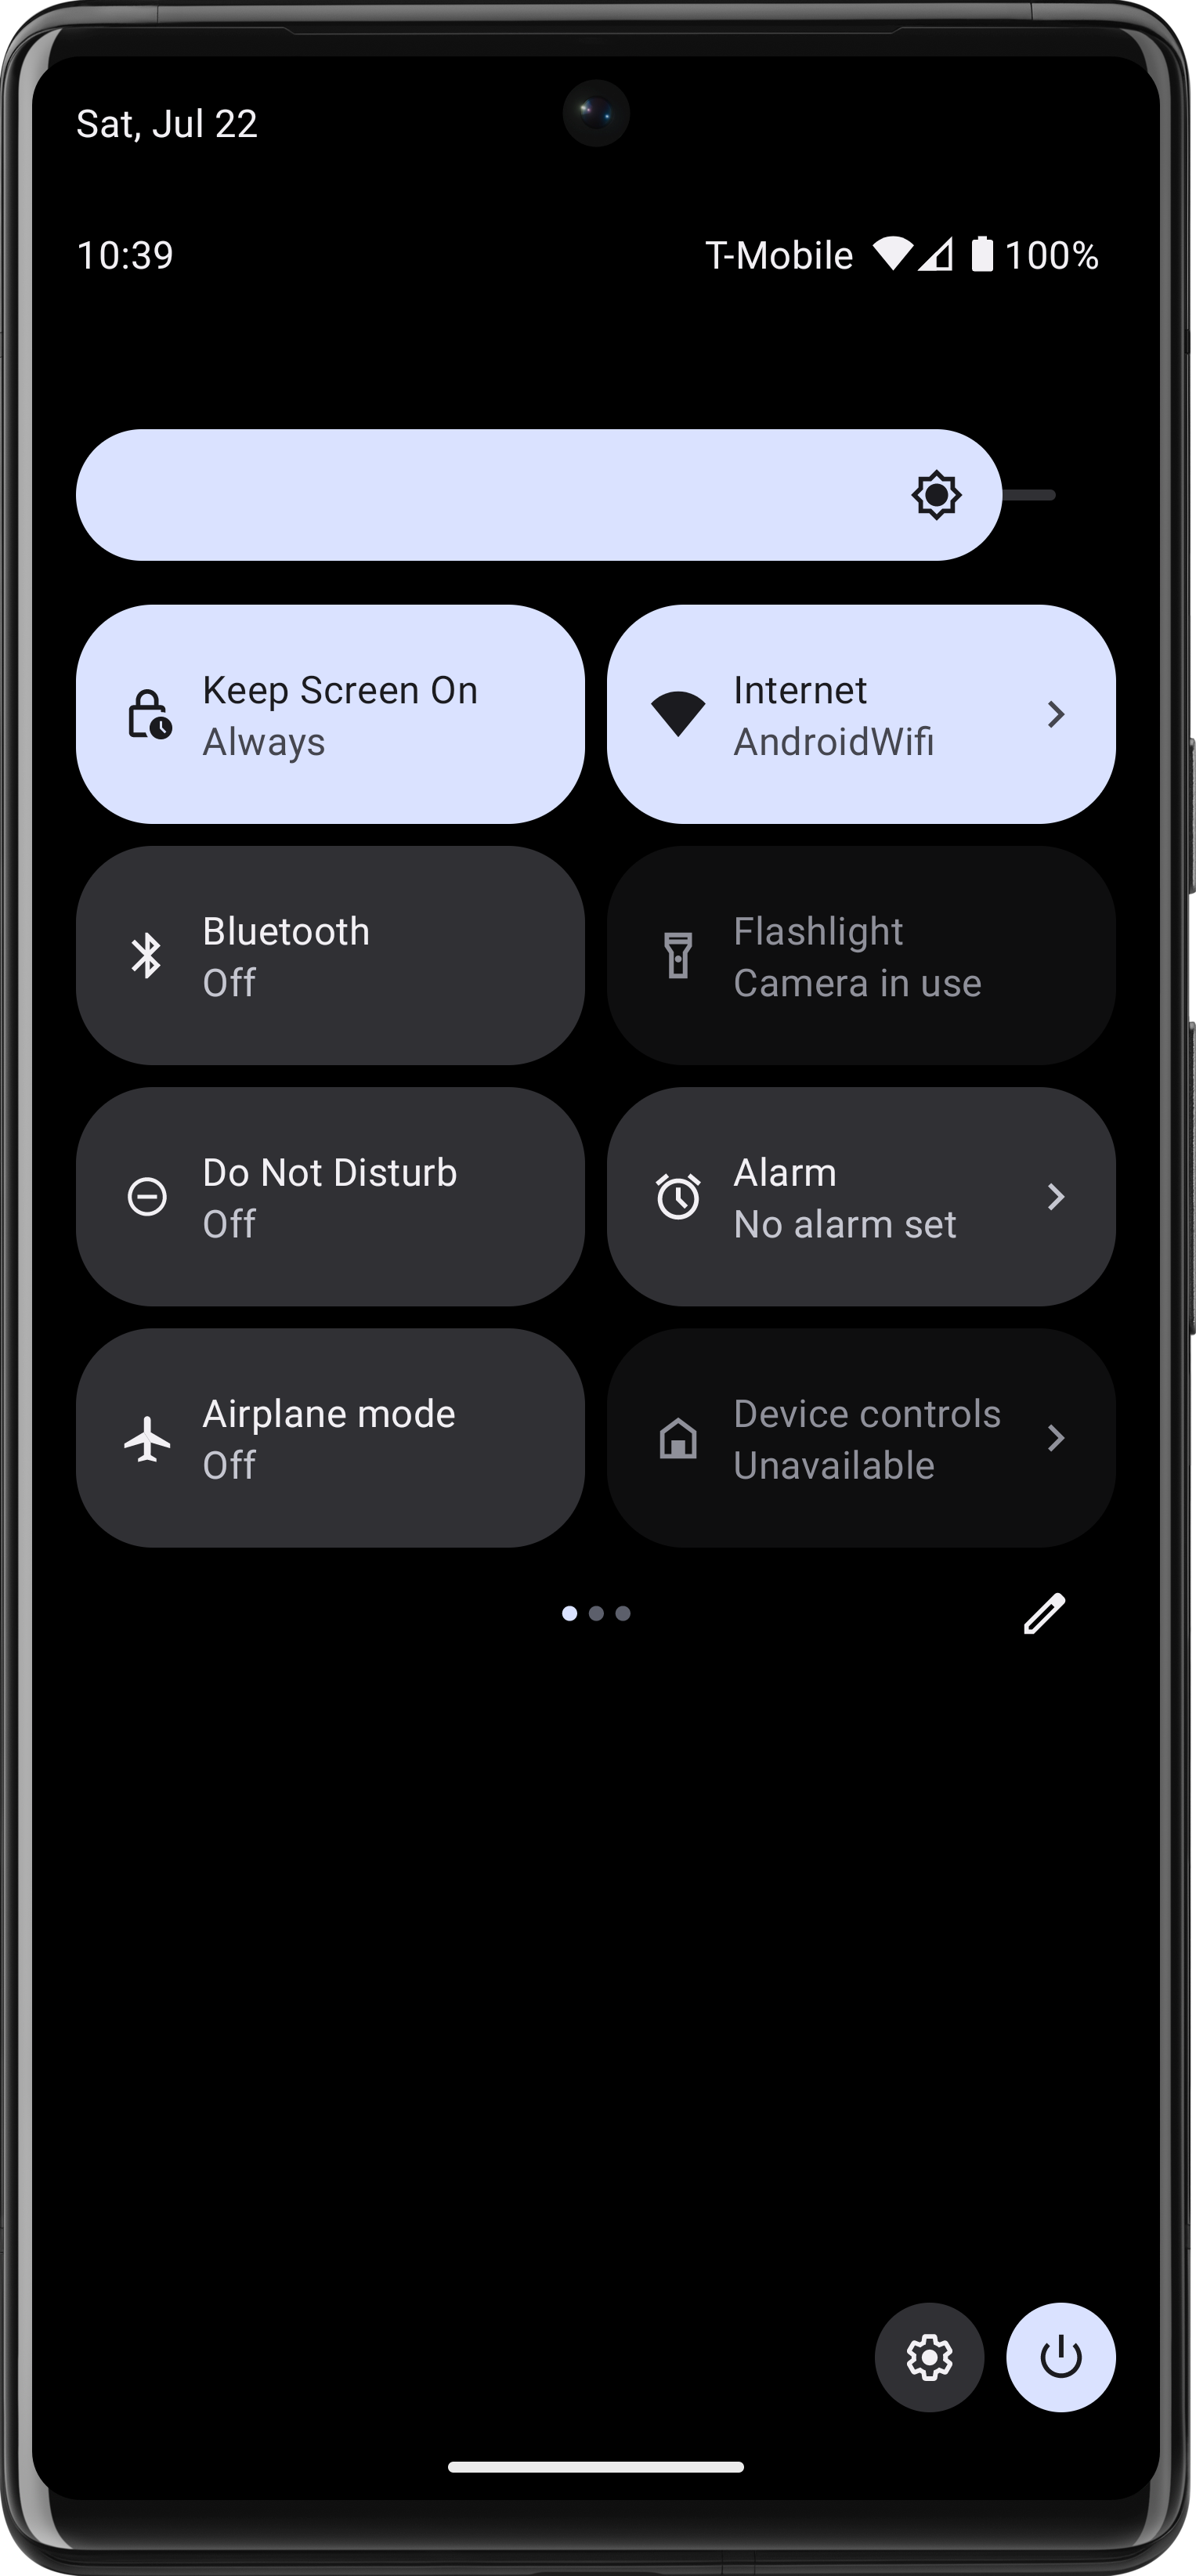 Sat, Jul 22
10:39 T-Mobile 100%
Keep Screen On
Always
Internet
AndroidWifi
Bluetooth
Off
Flashlight
Camera in use
Do Not Disturb
Off
Alarm
No alarm set
Airplane mode
Off
Device controls
Unavailable